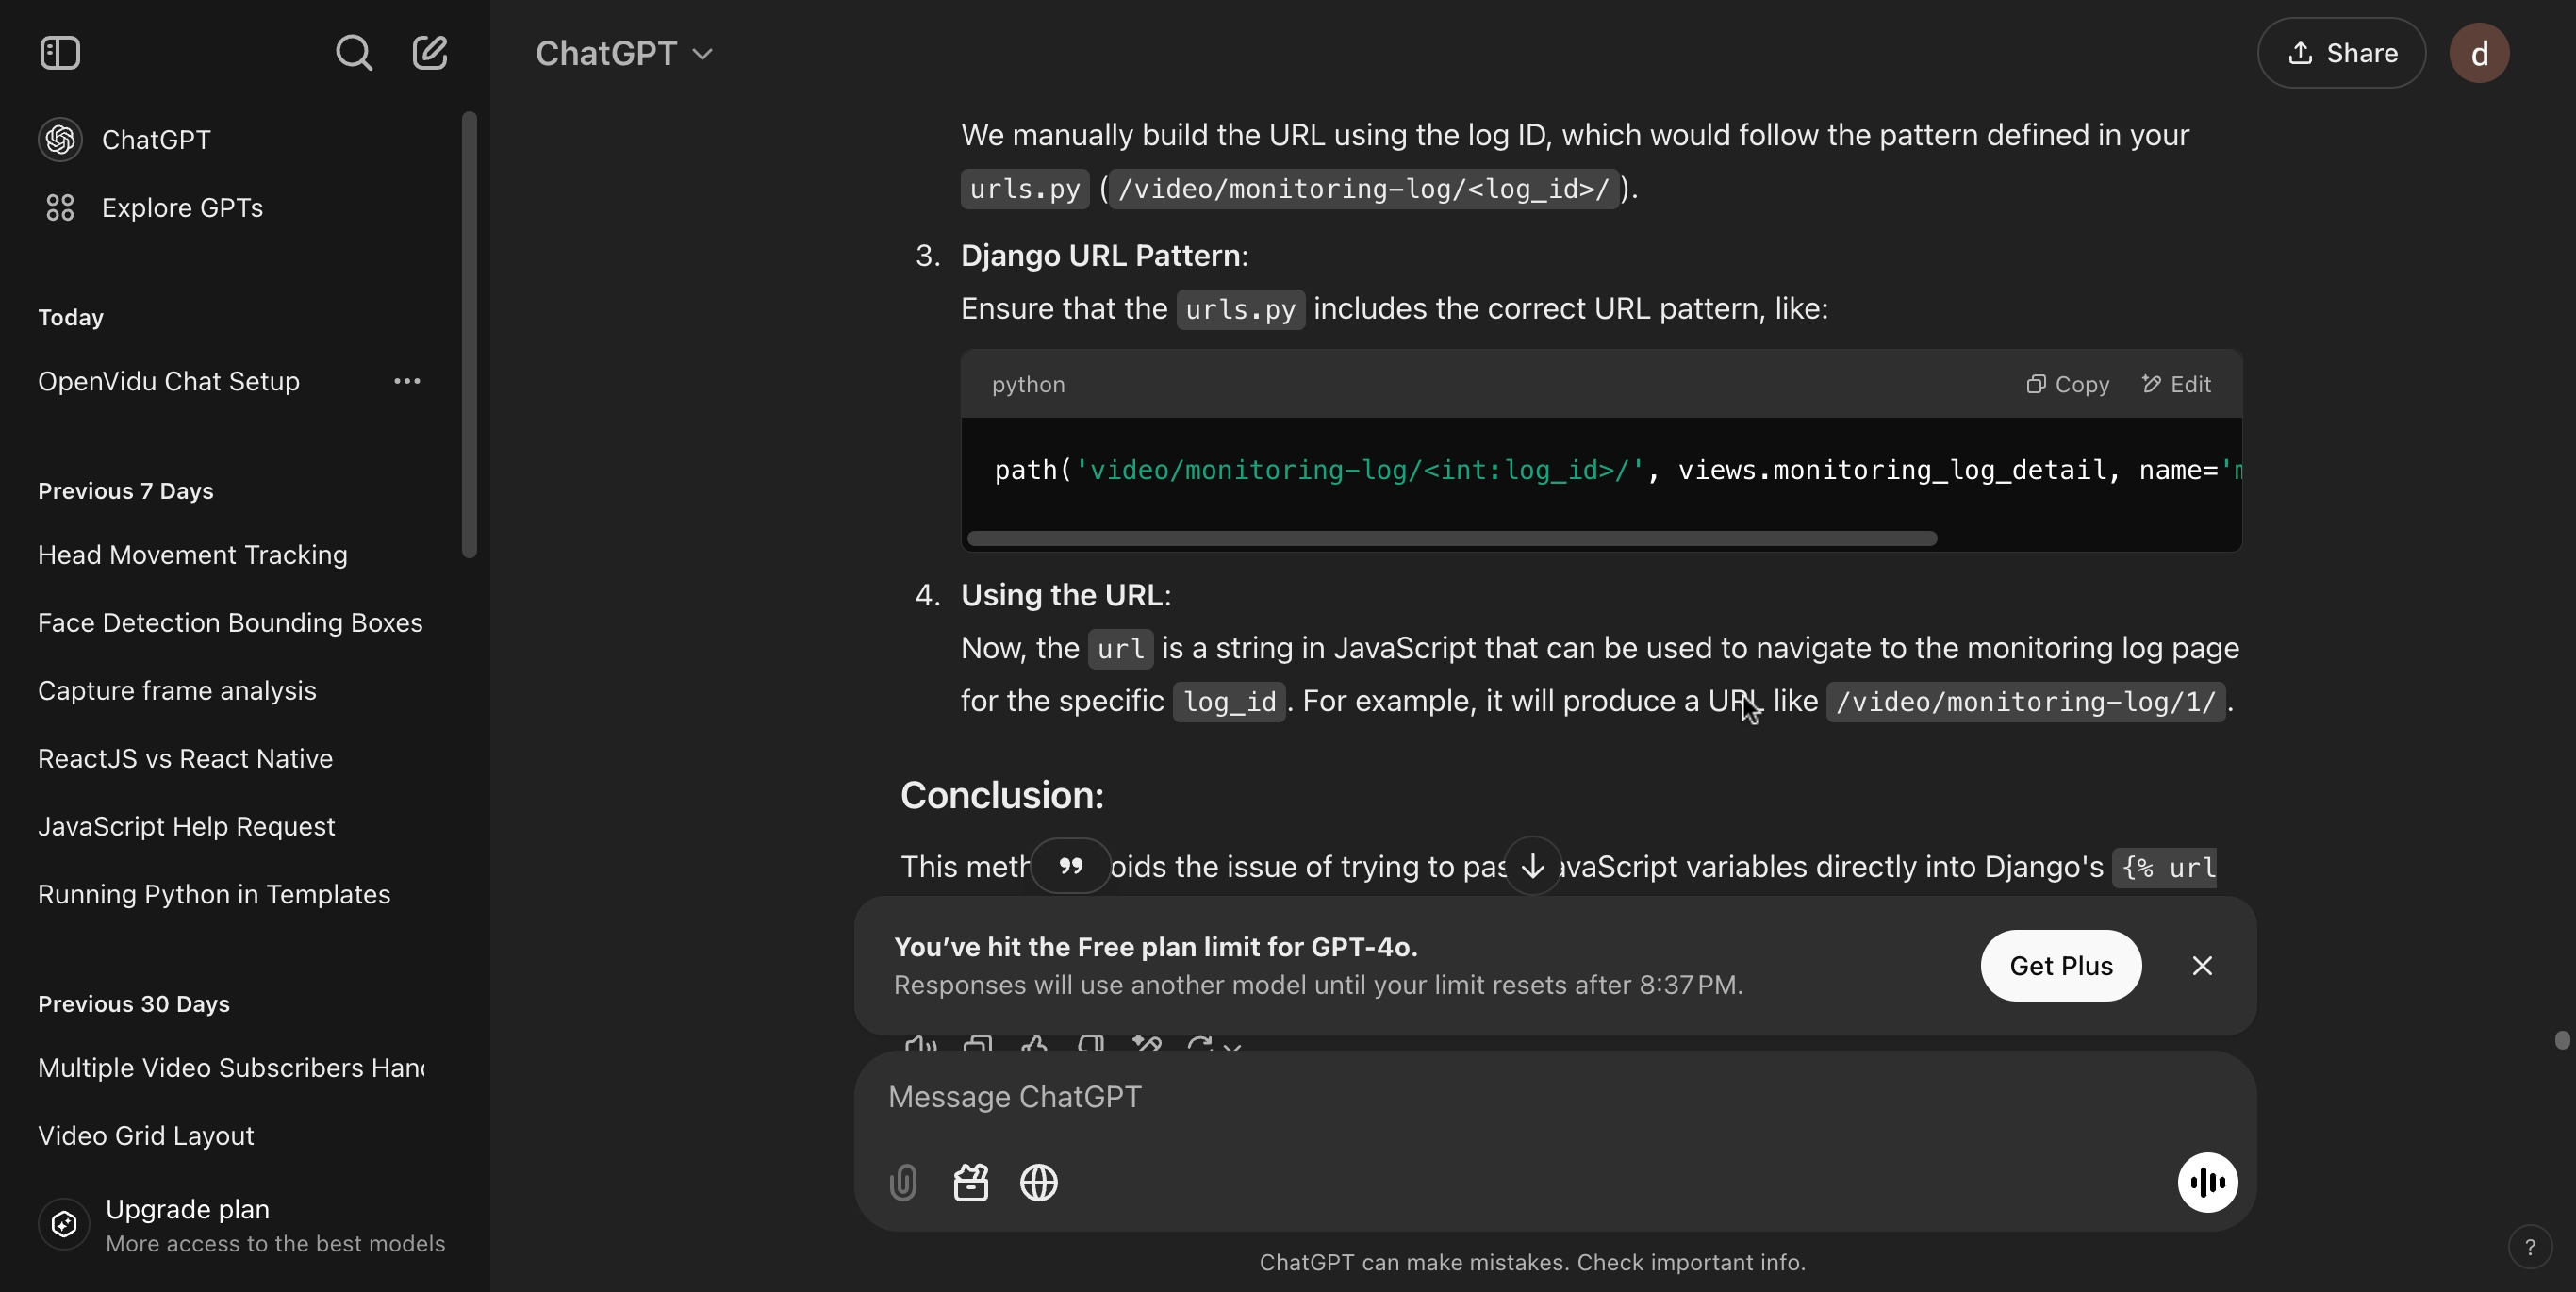 ChatGPT
Share
d
ChatGPT
Explore GPTs
Today
OpenVidu Chat Setup
Previous 7 Days
Head Movement Tracking
Face Detection Bounding Boxes
Capture frame analysis
ReactJS vs React Native
JavaScript Help Request
Running Python in Templates
Previous 30 Days
Multiple Video Subscribers Han
Video Grid Layout
Upgrade plan
More access to the best models
We manually build the URL using the log ID, which would follow the pattern defined in your
urls.py (/video/monitoring-log/<log_id>/).
3. Django URL Pattern:
Ensure that the urls.py includes the correct URL pattern, like:
python
Copy
Edit
path('video/monitoring-log/<int:log_id>/', views.monitoring_log_detail, name='
4. Using the URL:
Now, the url is a string in JavaScript that can be used to navigate to the monitoring log page
for the specific log_id. For example, it will produce a URL like /video/monitoring-log/1/.
Conclusion:
This the issue of trying to variables directly into Django's {% url
You've hit the Free plan limit for GPT-4o.
Responses will use another model until your limit resets after 8:37 PM.
Get Plus
Message ChatGPT
ChatGPT can make mistakes. Check important info.
?